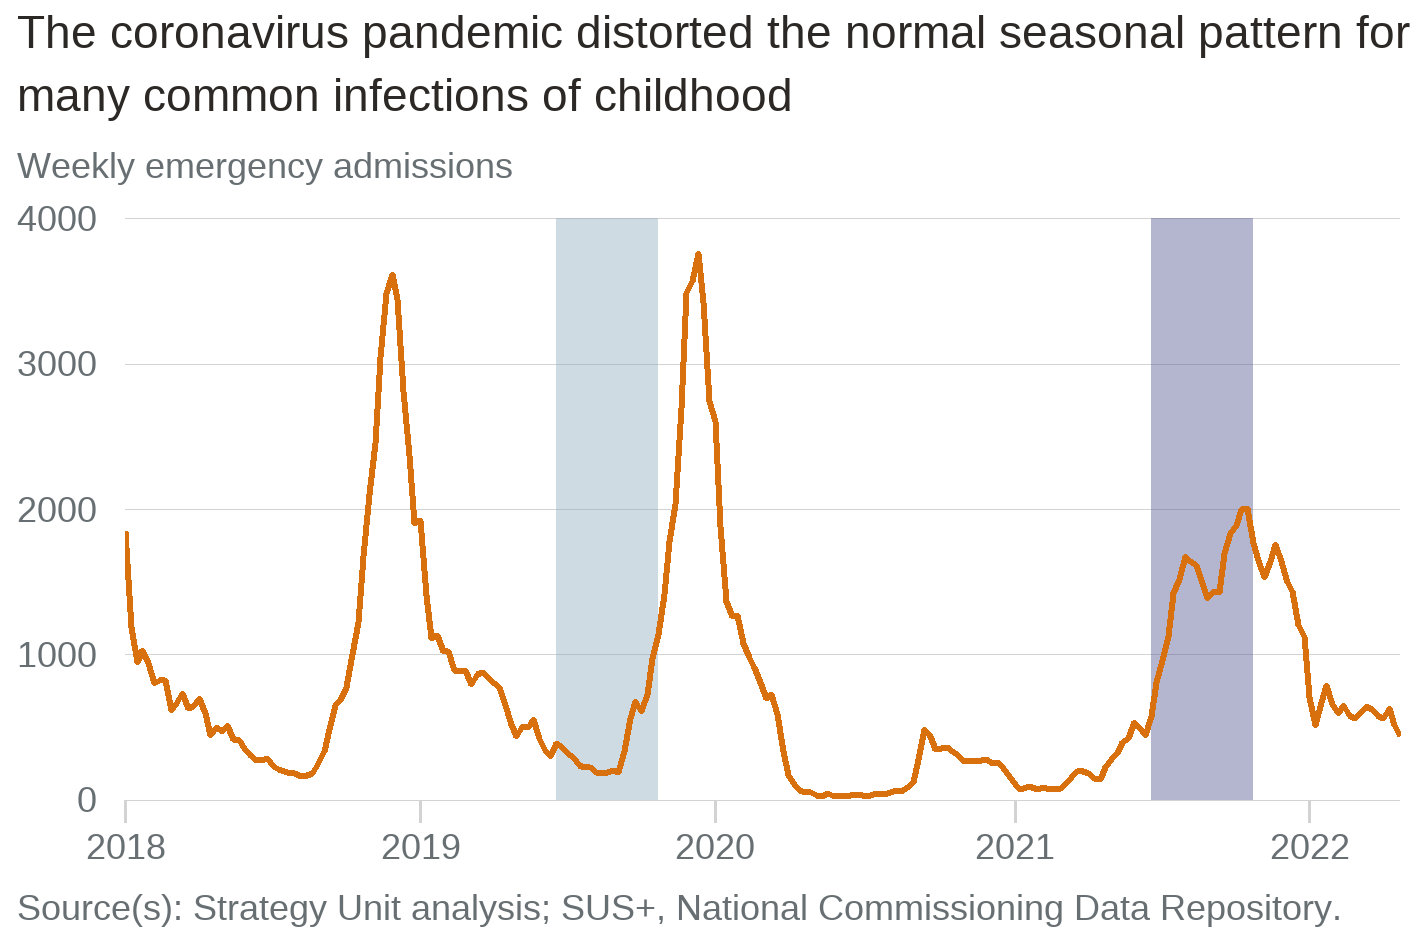 The coronavirus pandemic distorted the normal seasonal pattern for
many common infections of childhood
Weekly emergency admissions
4000
3000
2000
1000
0
2018 2019 2020 2021 2022
Source(s): Strategy Unit analysis; SUS+, National Commissioning Data Repository.